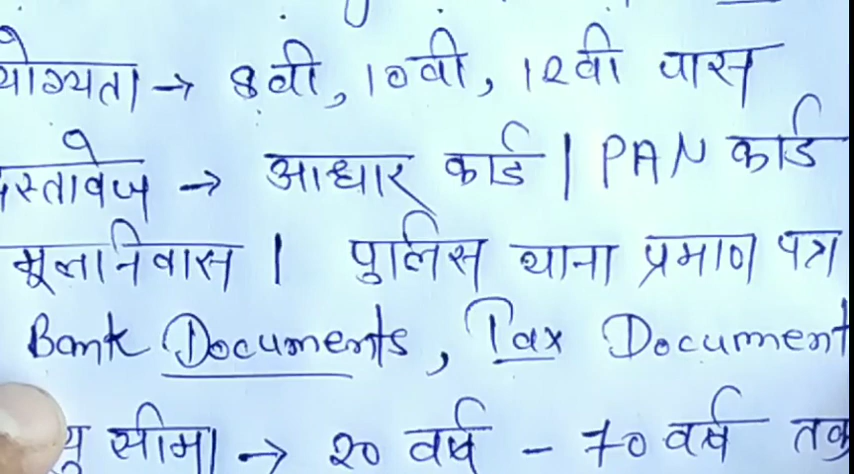 योग्यता → 8वी, 10वी, 12वी पास
दस्तावेज → आधार कार्ड | PAN कार्ड
मूलनिवास | पुलिस थाना प्रमाण पत्र
Bank Documents, Tax Document
यु सीमा → 20 वर्ष - 70 वर्ष तक